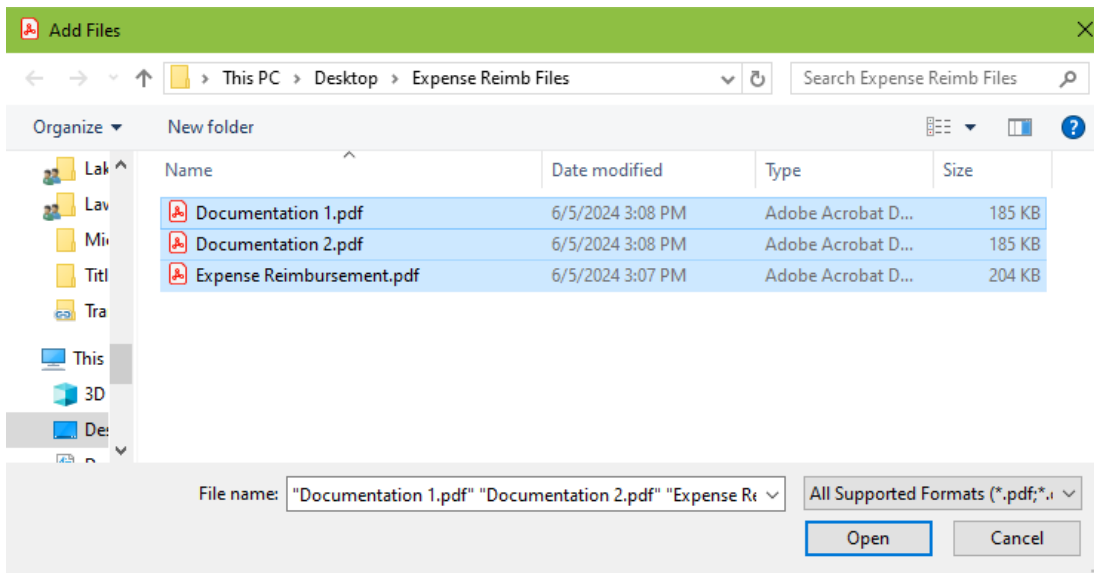 Add Files
This PC > Desktop > Expense Reimb Files
Search Expense Reimb Files
Organize
New folder
Name
Date modified
Type
Size
Lak
Lav
Titl
Tra
This
3D
Documentation 1.pdf 6/5/2024 3:08 PM Adobe Acrobat D... 185 KB
Documentation 2.pdf 6/5/2024 3:08 PM Adobe Acrobat D... 185 KB
Expense Reimbursement.pdf 6/5/2024 3:07 PM Adobe Acrobat D... 204 KB
File name: "Documentation 1.pdf" "Documentation 2.pdf" "Expense
All Supported Formats (*.pdf;*.
Open
Cancel